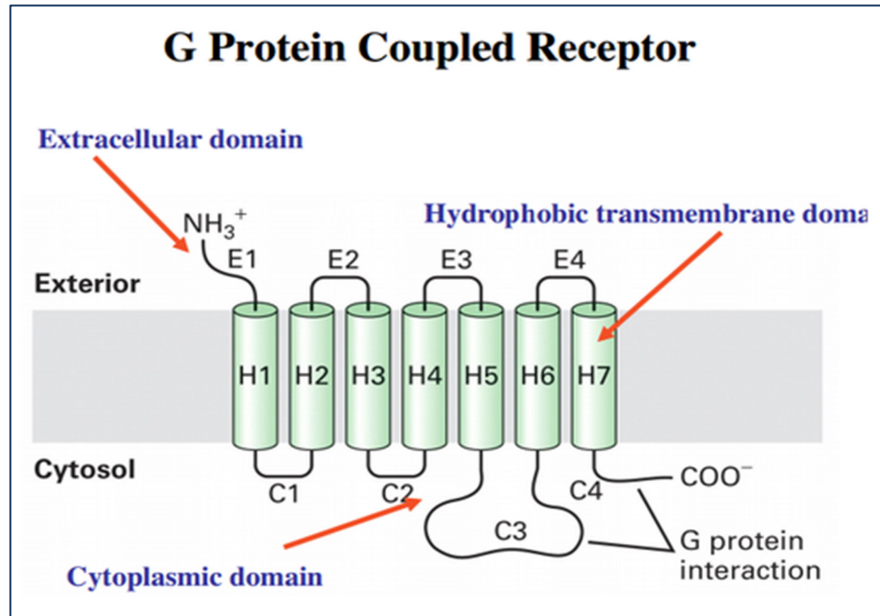 G Protein Coupled Receptor
Extracellular domain
Hydrophobic transmembrane doma
NH₃⁺
E1
E2
E3
E4
Exterior
H1
H2
H3
H4
H5
H6
H7
Cytosol
C1
C2
C3
C4
COO⁻
G protein
interaction
Cytoplasmic domain